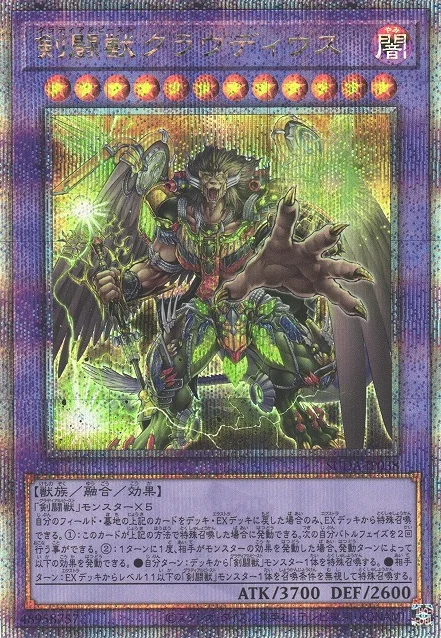 剣闘獣クラウディウス
闇
SUDA-JP038
【獣族／融合／効果】
「剣闘獣」モンスター×5
自分のフィールド・墓地の上記のカードをデッキ・EXデッキに戻した場合のみ、EXデッキから特殊召喚
できる。①:このカードが上記の方法で特殊召喚した場合に発動できる。次の自分バトルフェイズを2回
行う事ができる。②:1ターンに1度、相手がモンスターの効果を発動した場合、発動ターンによって
以下の効果を発動できる。●自分ターン:デッキから「剣闘獣」モンスター1体を特殊召喚する。●相手
ターン:EXデッキからレベル11以下の「剣闘獣」モンスター1体を召喚条件を無視して特殊召喚する。
ATK/3700 DEF/2600